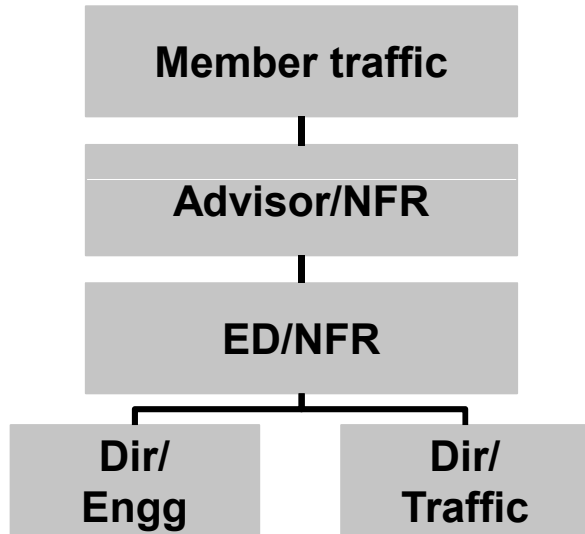 Member traffic
Advisor/NFR
ED/NFR
Dir/
Engg
Dir/
Traffic